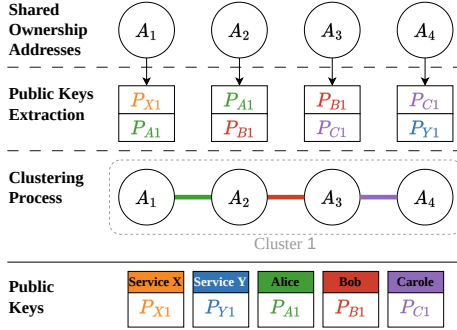 Shared
Ownership
Addresses
A1 A2 A3 A4
Public Keys
Extraction
PX1 PA1 PB1 PC1
PA1 PB1 PC1 PY1
Clustering
Process
A1 A2 A3 A4
Cluster 1
Public
Keys
Service X Service Y Alice Bob Carole
PX1 PY1 PA1 PB1 PC1